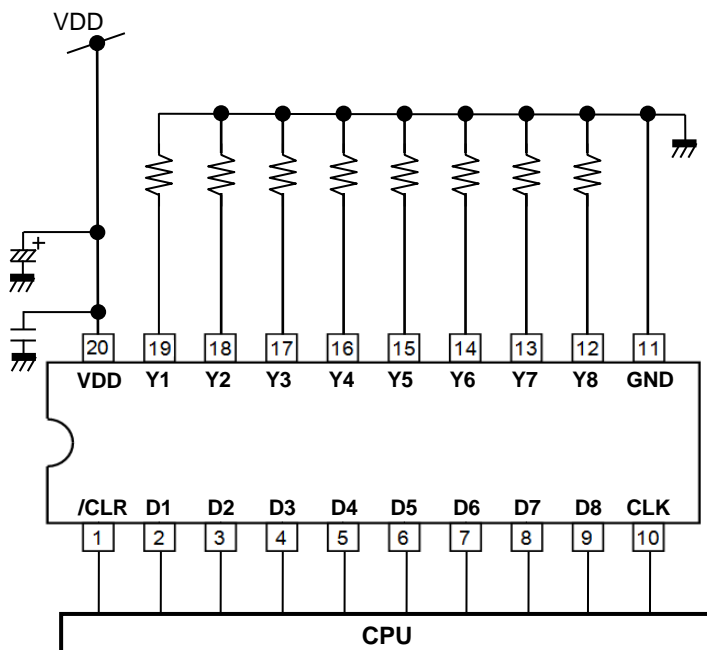 VDD
+
20 19 18 17 16 15 14 13 12 11
VDD Y1 Y2 Y3 Y4 Y5 Y6 Y7 Y8 GND
/CLR D1 D2 D3 D4 D5 D6 D7 D8 CLK
1 2 3 4 5 6 7 8 9 10
CPU